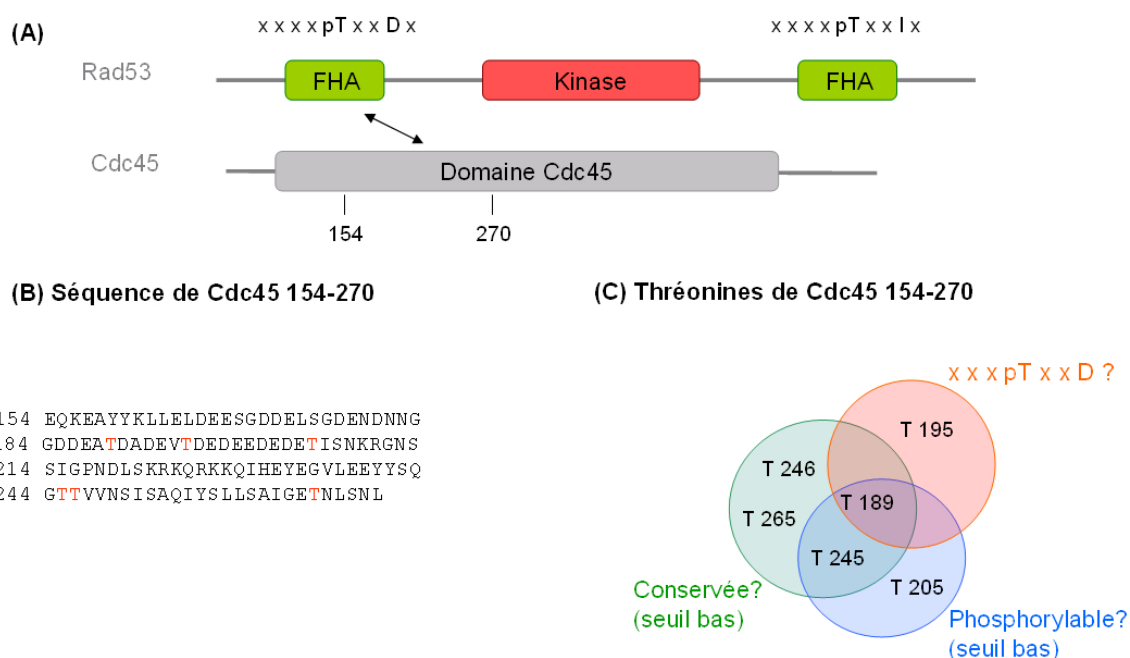 (A)
x x x x pT x x D x
x x x x pT x x I x
Rad53
FHA
Kinase
FHA
Cdc45
Domaine Cdc45
154
270
(B) Séquence de Cdc45 154-270
154 EQKEAYYKLLELDEESGDDELSGDENDNNG
184 GDDEATDADEVTDEDEEDEDETISNKRGNS
214 SIGPNDLSKRKQRKKQIHEYEGVLEEYYSQ
244 GTTVVNSISAQIYSLLSAIGETNLSNL
(C) Thréonines de Cdc45 154-270
x x x pT x x D ?
T 195
T 246
T 189
T 265
T 245
T 205
Conservée?
(seuil bas)
Phosphorylable?
(seuil bas)